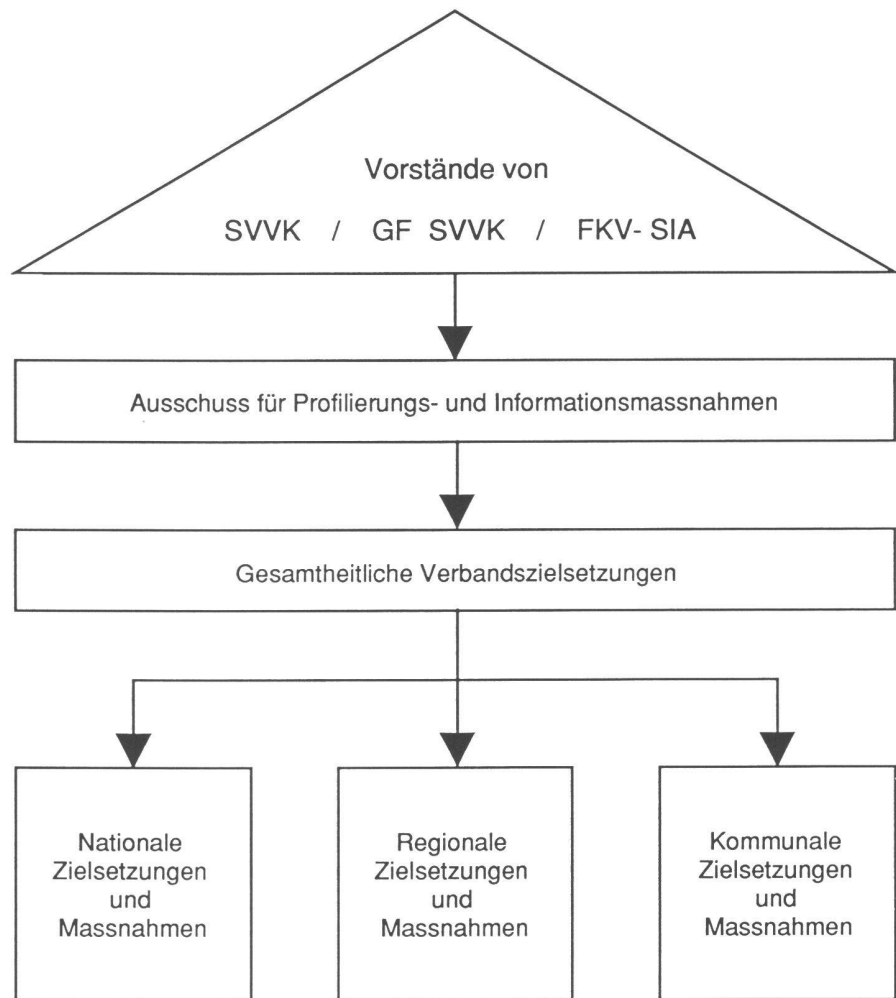 Vorstände von
SVVK / GF SVVK / FKV- SIA
Ausschuss für Profilierungs- und Informationsmassnahmen
Gesamtheitliche Verbandszielsetzungen
Nationale
Zielsetzungen
und
Massnahmen
Regionale
Zielsetzungen
und
Massnahmen
Kommunale
Zielsetzungen
und
Massnahmen